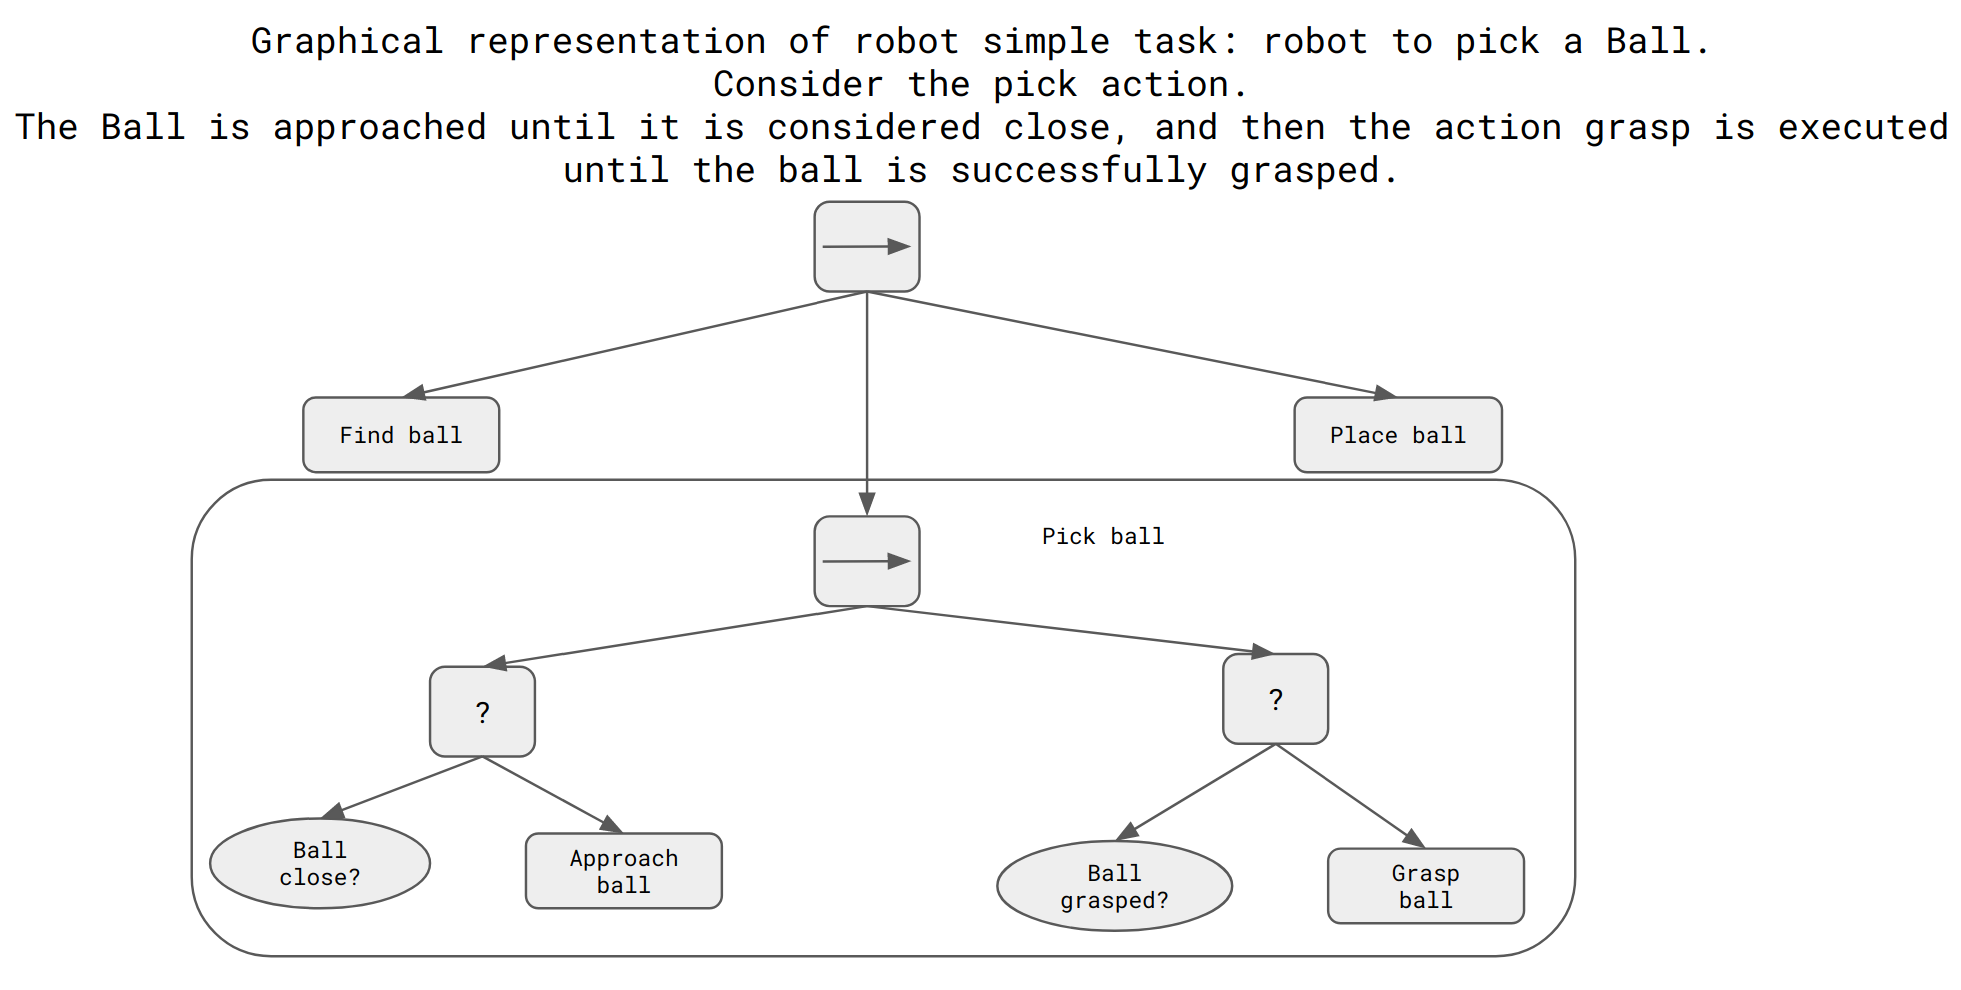 Graphical representation of robot simple task: robot to pick a Ball.
Consider the pick action.
The Ball is approached until it is considered close, and then the action grasp is executed
until the ball is successfully grasped.
Find ball
Place ball
Pick ball
?
?
Ball
close?
Approach
ball
Ball
grasped?
Grasp
ball